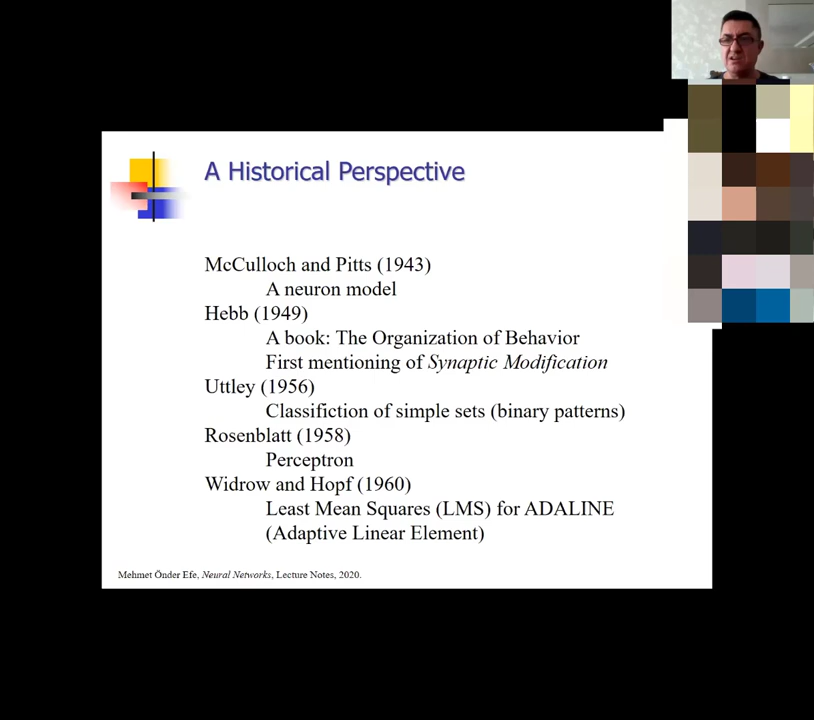 A Historical Perspective
McCulloch and Pitts (1943)
A neuron model
Hebb (1949)
A book: The Organization of Behavior
First mentioning of Synaptic Modification
Uttley (1956)
Classifiction of simple sets (binary patterns)
Rosenblatt (1958)
Perceptron
Widrow and Hopf (1960)
Least Mean Squares (LMS) for ADALINE
(Adaptive Linear Element)
Mehmet Önder Efe, Neural Networks, Lecture Notes, 2020.